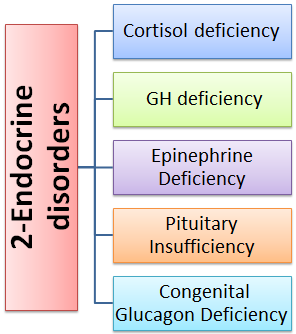 2-Endocrine
disorders
Cortisol deficiency
GH deficiency
Epinephrine
Deficiency
Pituitary
Insufficiency
Congenital
Glucagon Deficiency